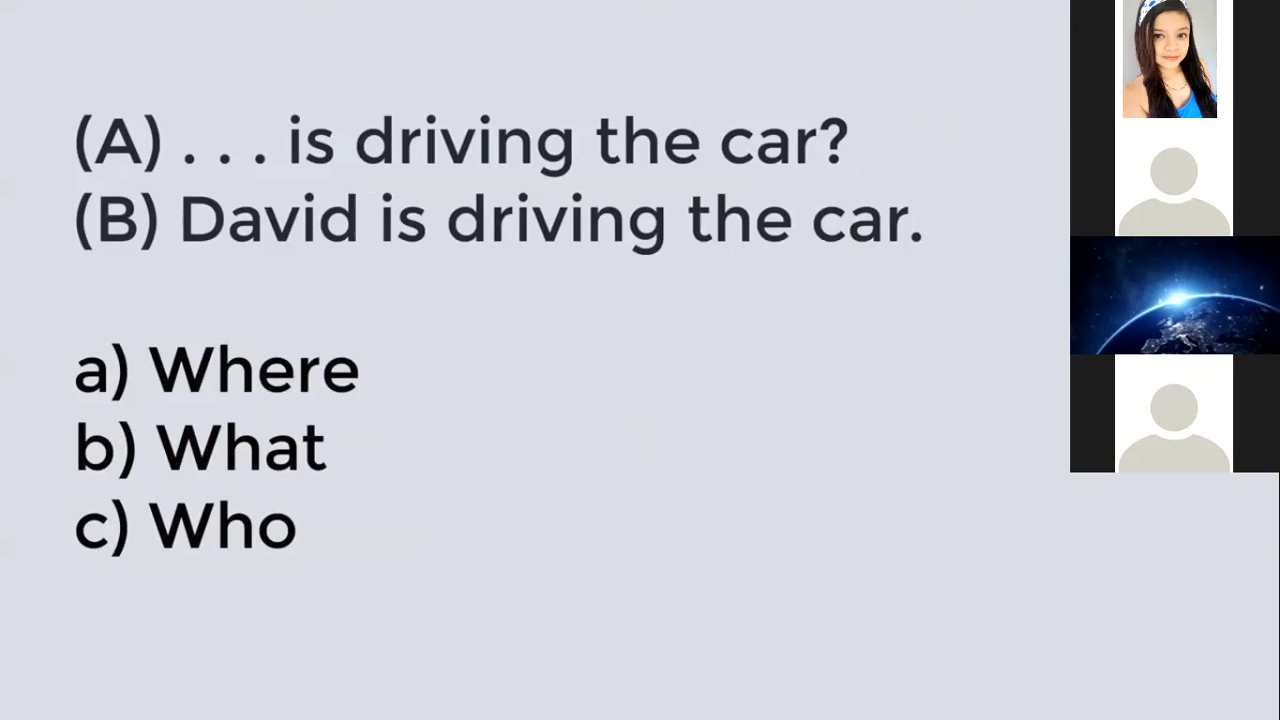 (A) . . . is driving the car?
(B) David is driving the car.
a) Where
b) What
c) Who